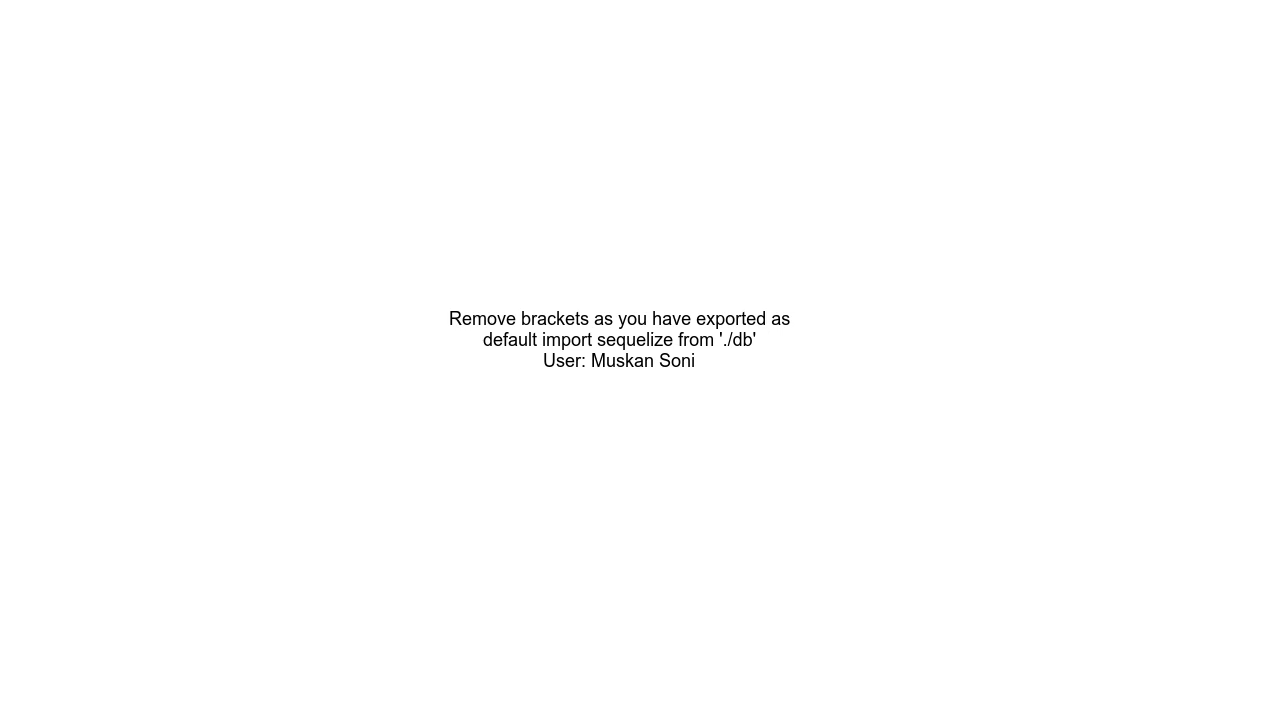 Remove brackets as you have exported as
default import sequelize from './db'
User: Muskan Soni